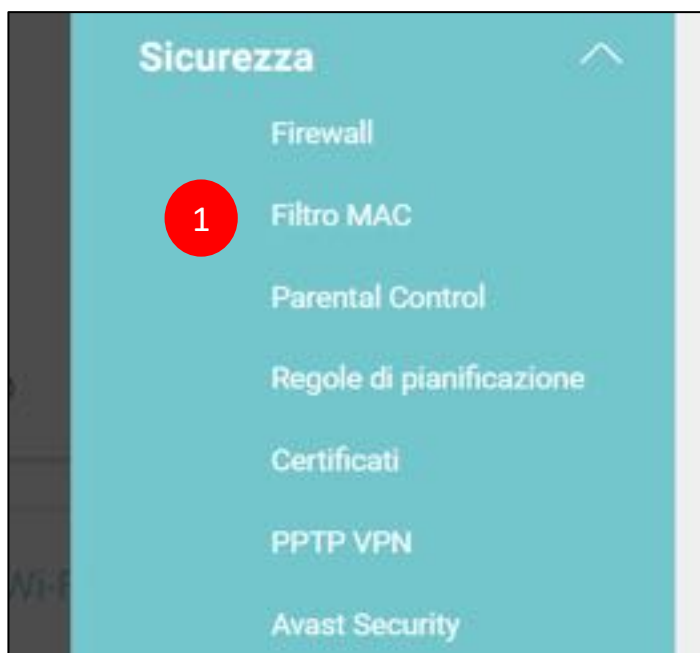 Sicurezza
Firewall
1
Filtro MAC
Parental Control
Regole di pianificazione
Certificati
PPTP VPN
Avast Security